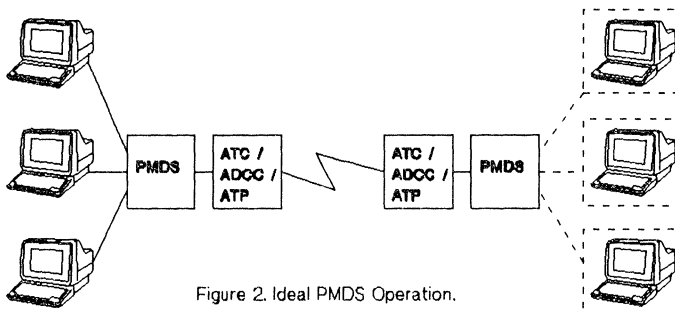 PMDS
ATC /
ADCC /
ATP
ATC /
ADCC /
ATP
PMDS
Figure 2. Ideal PMDS Operation.